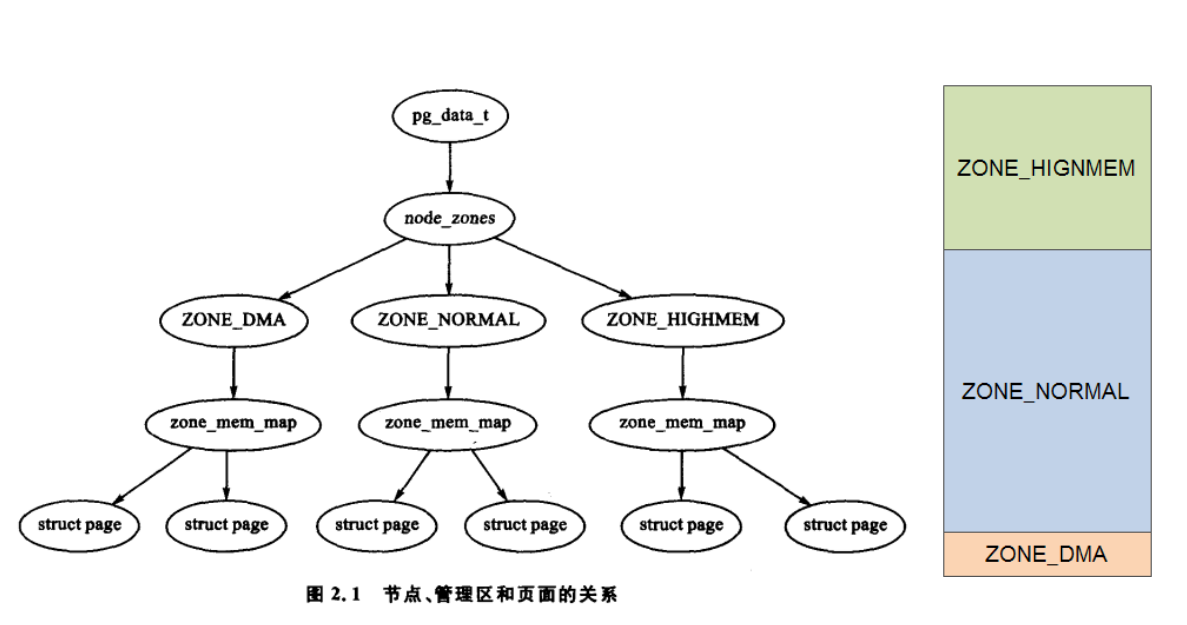 pg_data_t
node_zones
ZONE_DMA
ZONE_NORMAL
ZONE_HIGHMEM
zone_mem_map
zone_mem_map
zone_mem_map
struct page
struct page
struct page
struct page
struct page
struct page
图 2.1 节点、管理区和页面的关系
ZONE_HIGNMEM
ZONE_NORMAL
ZONE_DMA